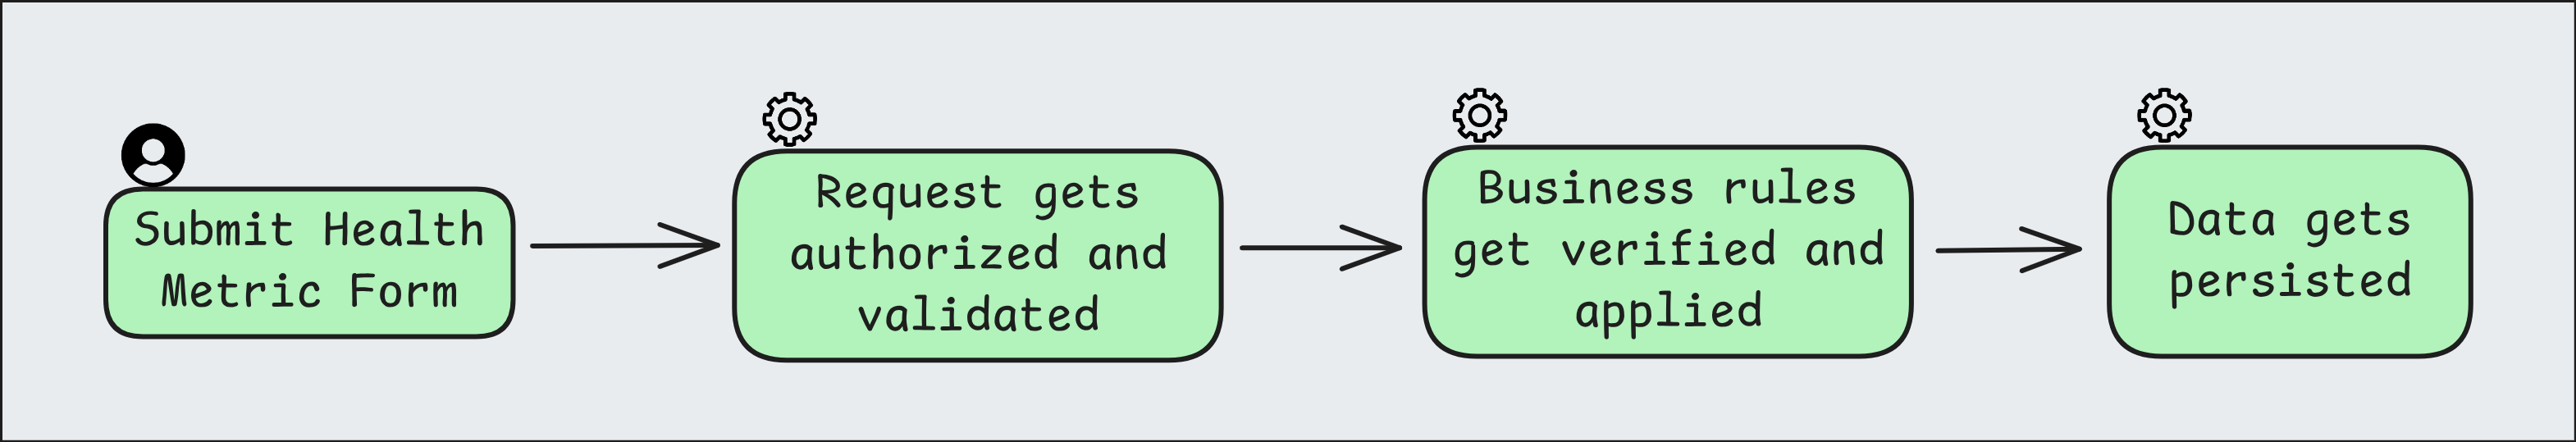 Submit Health
Metric Form
Request gets
authorized and
validated
Business rules
get verified and
applied
Data gets
persisted